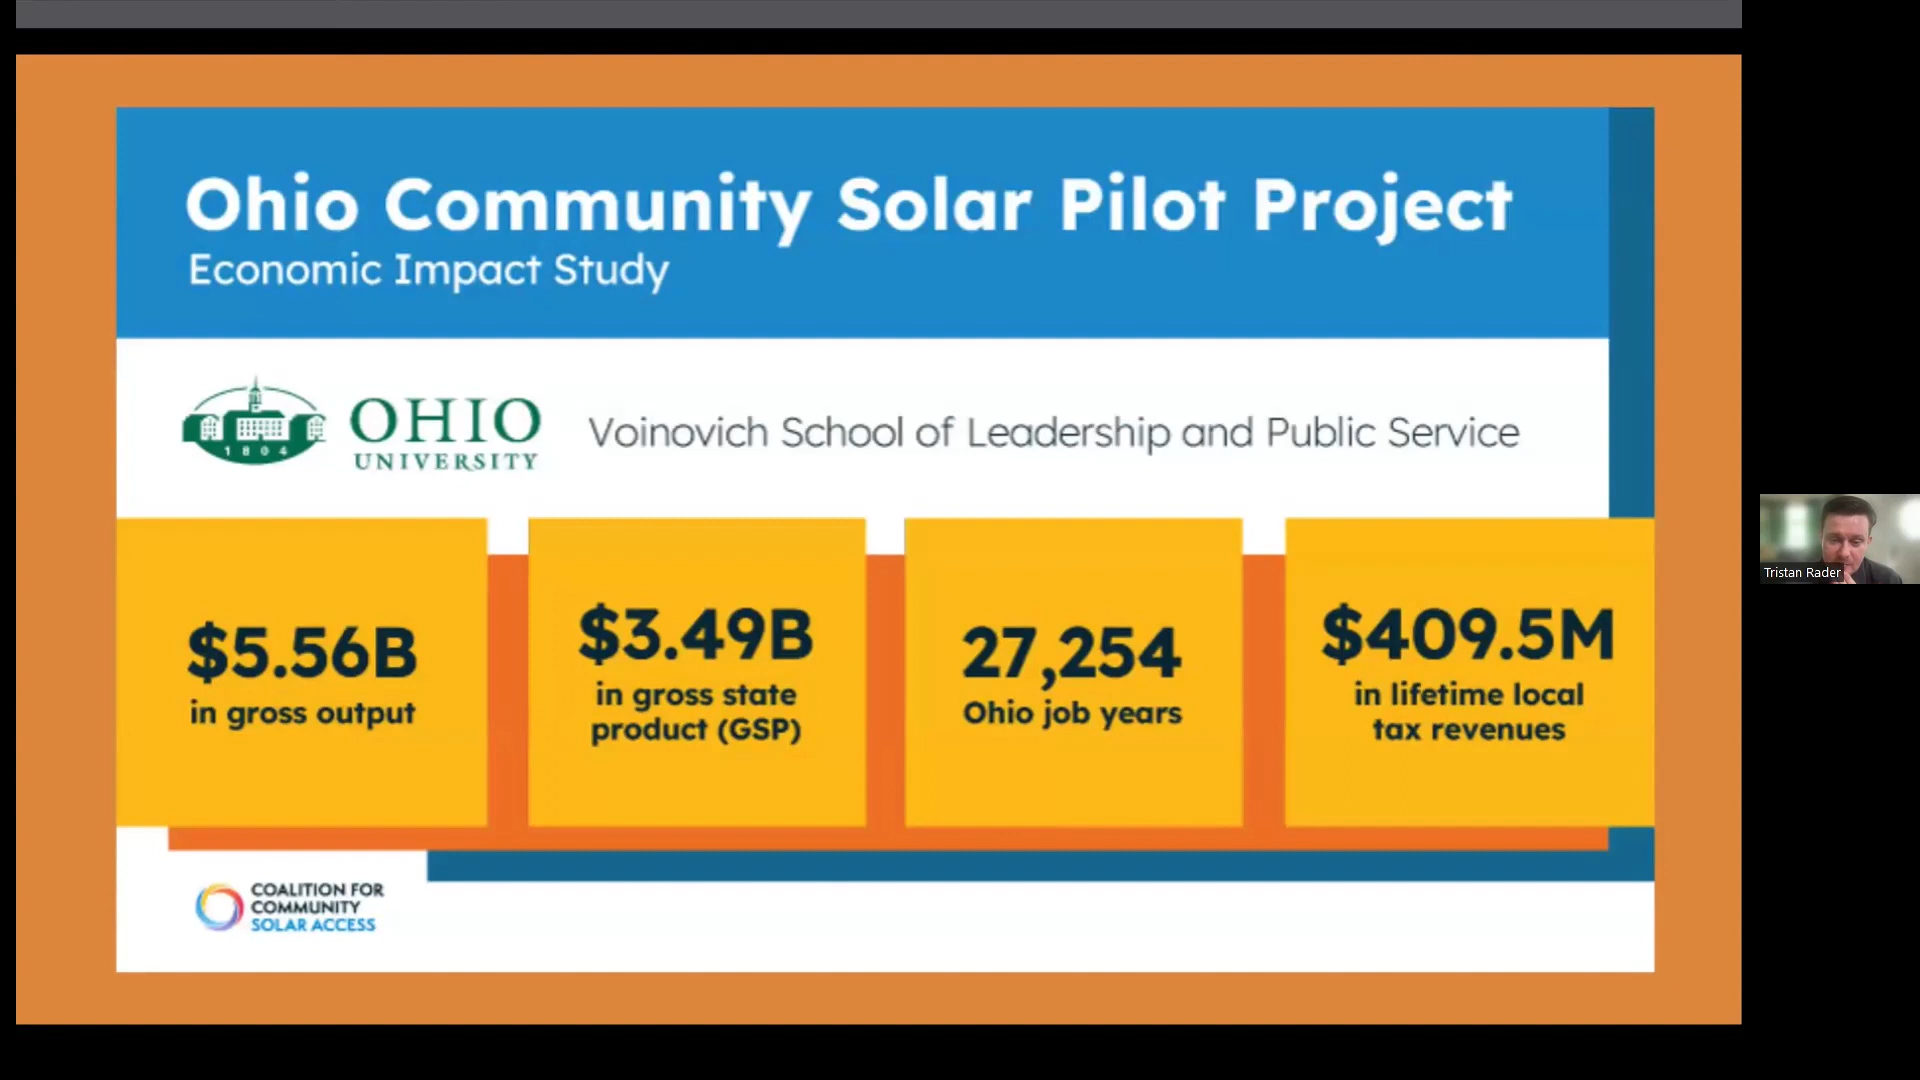 Ohio Community Solar Pilot Project
Economic Impact Study
1804
OHIO
UNIVERSITY
Voinovich School of Leadership and Public Service
$5.56B
in gross output
$3.49B
in gross state
product (GSP)
27,254
Ohio job years
$409.5M
in lifetime local
tax revenues
COALITION FOR
COMMUNITY
SOLAR ACCESS
Tristan Rader